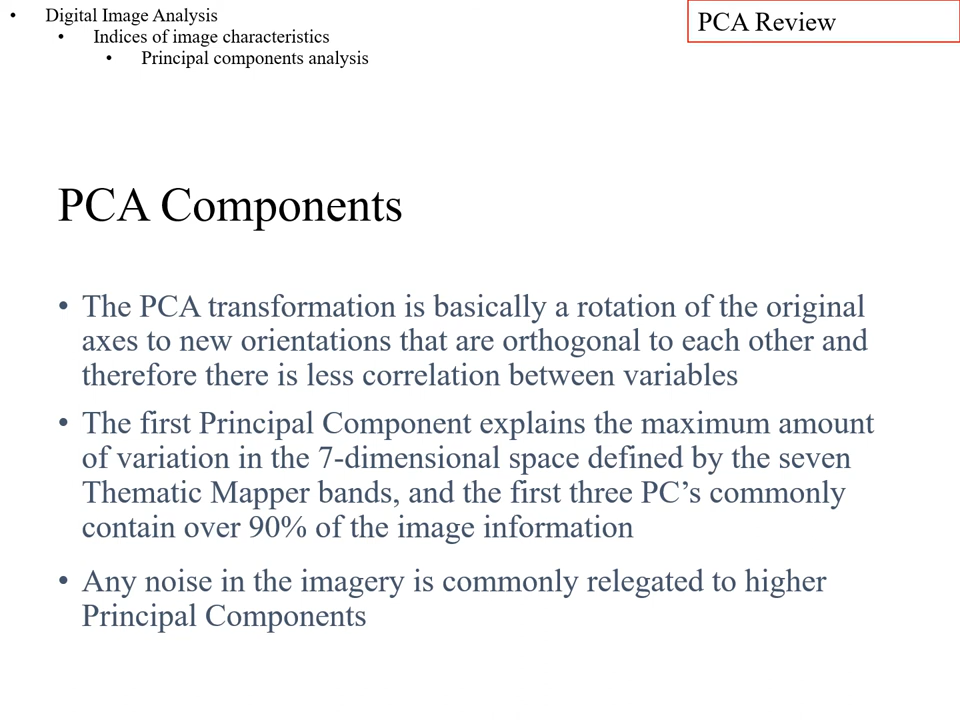 • Digital Image Analysis
• Indices of image characteristics
• Principal components analysis
PCA Review
PCA Components
• The PCA transformation is basically a rotation of the original
axes to new orientations that are orthogonal to each other and
therefore there is less correlation between variables
• The first Principal Component explains the maximum amount
of variation in the 7-dimensional space defined by the seven
Thematic Mapper bands, and the first three PC’s commonly
contain over 90% of the image information
• Any noise in the imagery is commonly relegated to higher
Principal Components